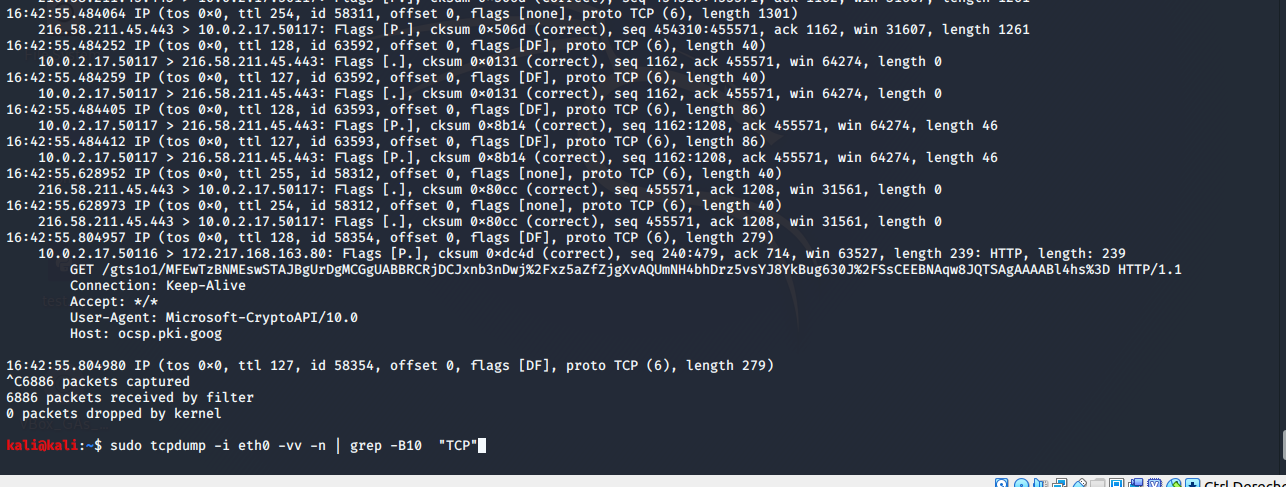 16:42:55.484064 IP (tos 0×0, ttl 254, id 58311, offset 0, flags [none], proto TCP (6), length 1301)
216.58.211.45.443 > 10.0.2.17.50117: Flags [P.], cksum 0×506d (correct), seq 454310:455571, ack 1162, win 31607, length 1261
16:42:55.484252 IP (tos 0×0, ttl 128, id 63592, offset 0, flags [DF], proto TCP (6), length 40)
10.0.2.17.50117 > 216.58.211.45.443: Flags [.], cksum 0×0131 (correct), seq 1162, ack 455571, win 64274, length 0
16:42:55.484259 IP (tos 0×0, ttl 127, id 63592, offset 0, flags [DF], proto TCP (6), length 40)
10.0.2.17.50117 > 216.58.211.45.443: Flags [.], cksum 0×0131 (correct), seq 1162, ack 455571, win 64274, length 0
16:42:55.484405 IP (tos 0×0, ttl 128, id 63593, offset 0, flags [DF], proto TCP (6), length 86)
10.0.2.17.50117 > 216.58.211.45.443: Flags [P.], cksum 0×8b14 (correct), seq 1162:1208, ack 455571, win 64274, length 46
16:42:55.484412 IP (tos 0×0, ttl 127, id 63593, offset 0, flags [DF], proto TCP (6), length 86)
10.0.2.17.50117 > 216.58.211.45.443: Flags [P.], cksum 0×8b14 (correct), seq 1162:1208, ack 455571, win 64274, length 46
16:42:55.628952 IP (tos 0×0, ttl 255, id 58312, offset 0, flags [none], proto TCP (6), length 40)
216.58.211.45.443 > 10.0.2.17.50117: Flags [.], cksum 0×80cc (correct), seq 455571, ack 1208, win 31561, length 0
16:42:55.628973 IP (tos 0×0, ttl 254, id 58312, offset 0, flags [none], proto TCP (6), length 40)
216.58.211.45.443 > 10.0.2.17.50117: Flags [.], cksum 0×80cc (correct), seq 455571, ack 1208, win 31561, length 0
16:42:55.804957 IP (tos 0×0, ttl 128, id 58354, offset 0, flags [DF], proto TCP (6), length 279)
10.0.2.17.50116 > 172.217.168.163.80: Flags [P.], cksum 0×dc4d (correct), seq 240:479, ack 714, win 63527, length 239: HTTP, length: 239
GET /gts1o1/MFEwTzBNMEswSTAJBgUrDgMCGgUABBRCRjDCJxnb3nDwj%2Fxz5aZfZjgXvAQUmNH4bhDrz5vsYJ8YkBug630J%2FSsCEEBNAqw8JQTSAgAAAABl4hs%3D HTTP/1.1
Connection: Keep-Alive
Accept: */*
User-Agent: Microsoft-CryptoAPI/10.0
Host: ocsp.pki.goog
16:42:55.804980 IP (tos 0×0, ttl 127, id 58354, offset 0, flags [DF], proto TCP (6), length 279)
^C6886 packets captured
6886 packets received by filter
0 packets dropped by kernel
kali@kali:~$ sudo tcpdump -i eth0 -vv -n | grep -B10  "TCP"